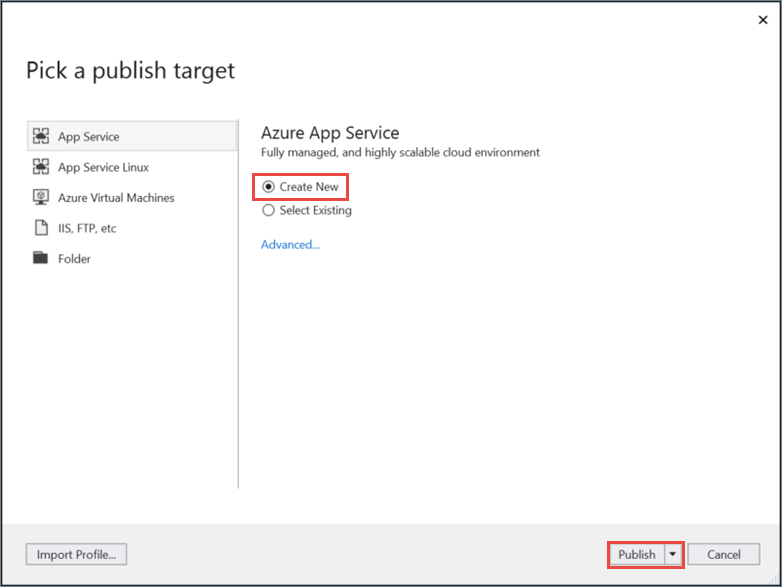 Pick a publish target
App Service
App Service Linux
Azure Virtual Machines
IIS, FTP, etc
Folder
Azure App Service
Fully managed, and highly scalable cloud environment
Create New
Select Existing
Advanced...
Import Profile...
Publish
Cancel